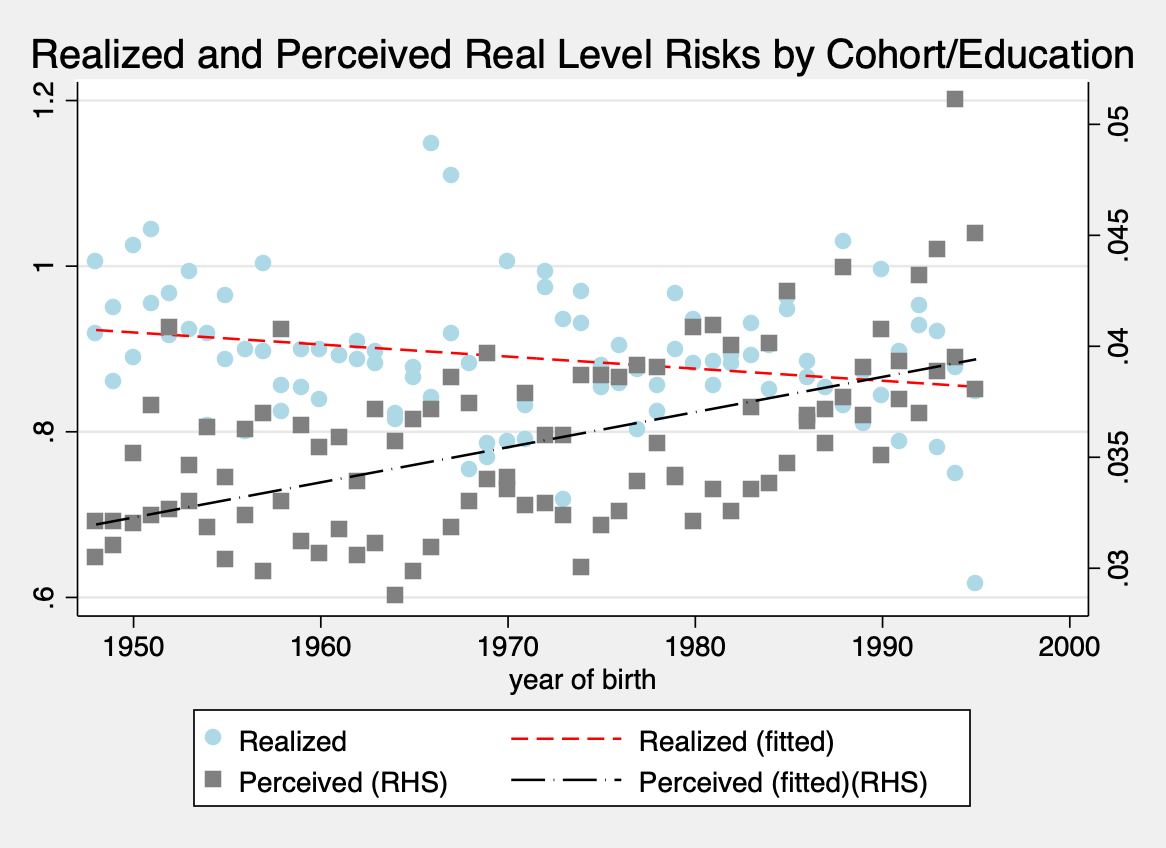 Realized and Perceived Real Level Risks by Cohort/Education
1.2
1
.8
.6
.05
.045
.04
.035
.03
1950 1960 1970 1980 1990 2000
year of birth
Realized Realized (fitted)
Perceived (RHS) Perceived (fitted)(RHS)